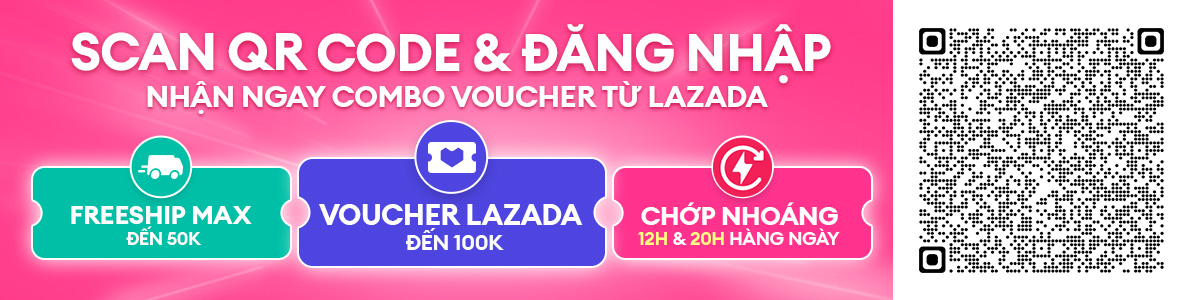 SCAN QR CODE & ĐĂNG NHẬP
NHẬN NGAY COMBO VOUCHER TỪ LAZADA
FREESHIP MAX
ĐẾN 50K
VOUCHER LAZADA
ĐẾN 100K
CHỚP NHOÁNG
12H & 20H HÀNG NGÀY